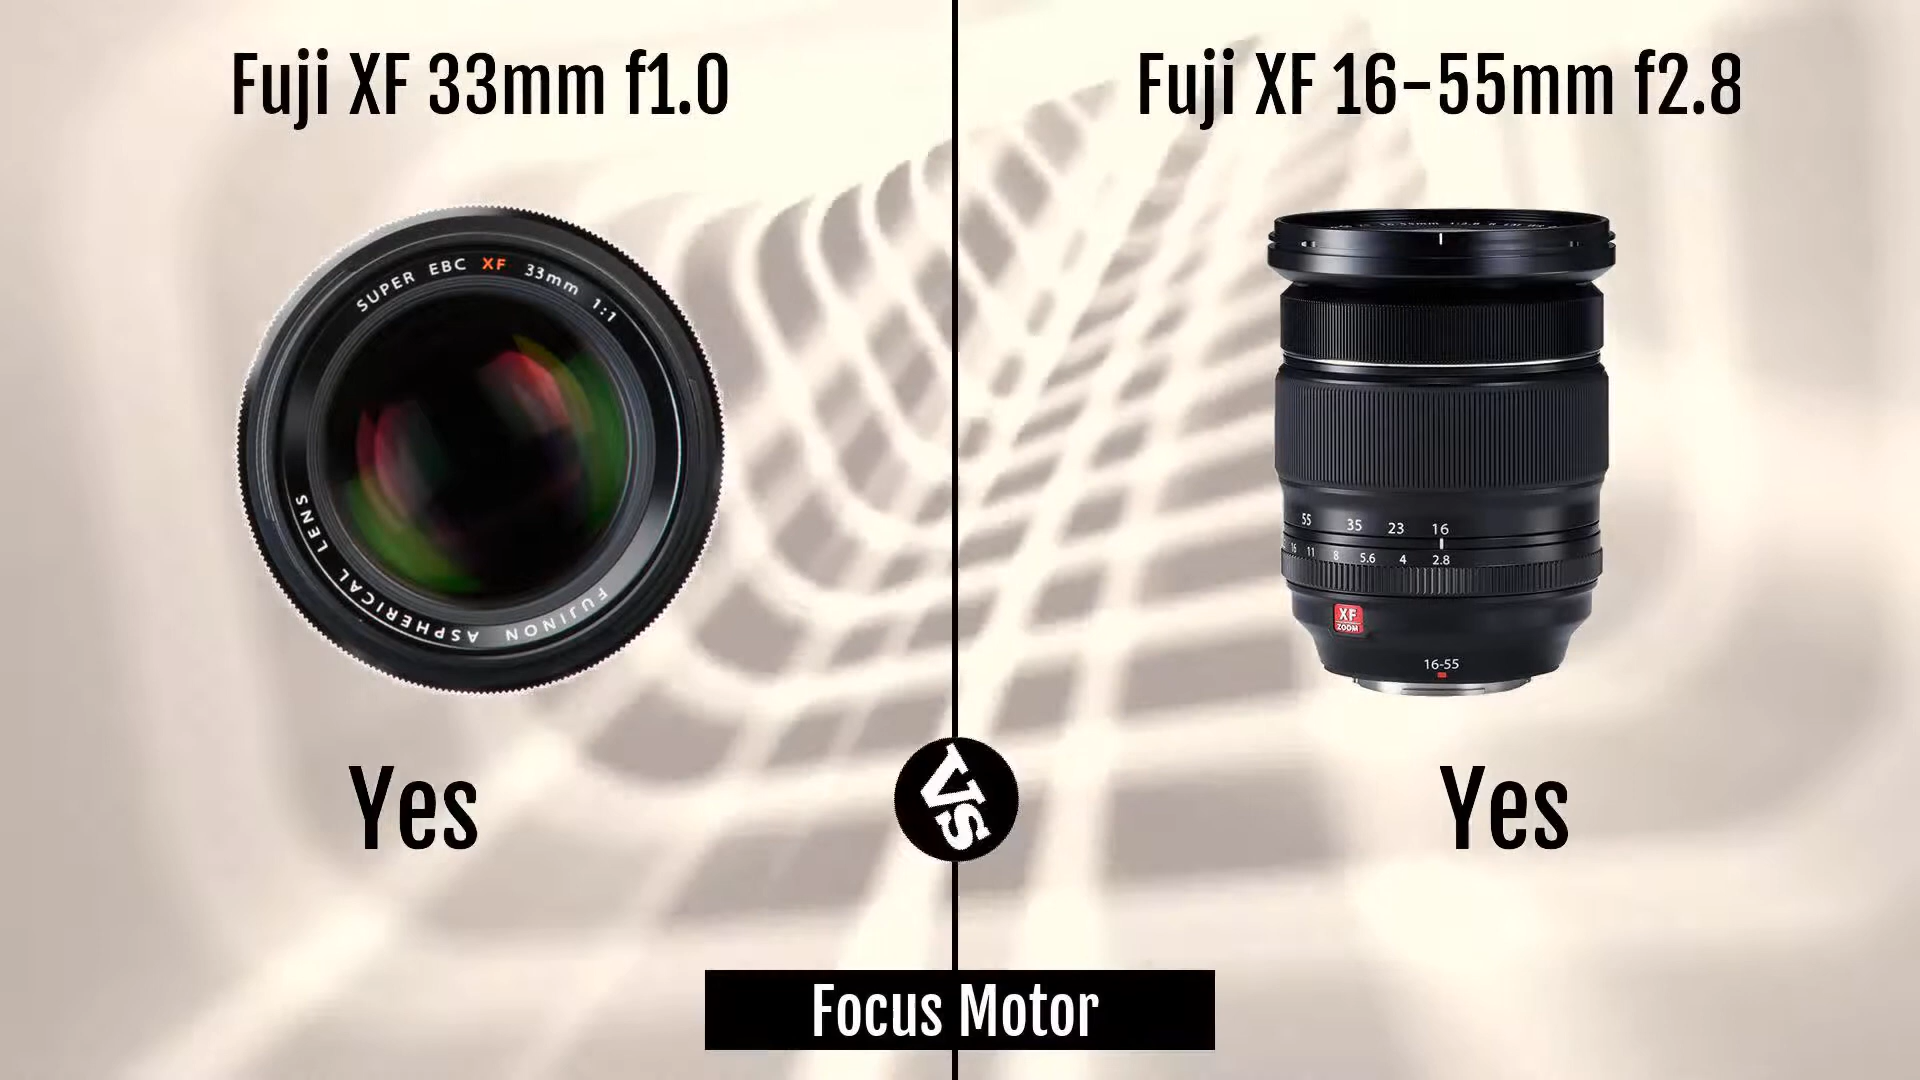 Fuji XF 33mm f1.0
Fuji XF 16-55mm f2.8
SUPER EBC XF 33mm 1:1
FUJINON ASPHERICAL LENS
55 35 23 16
16 11 8 5.6 4 2.8
XF
ZOOM
16-55
Yes
VS
Yes
Focus Motor